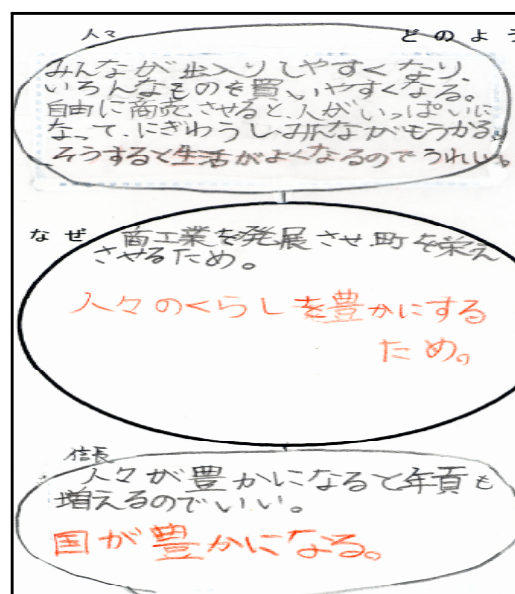 人々
どのよう
みんなが出入りしやすくなり、
いろんなものを買いやすくなる。
自由に商売させると、人がいっぱいに
なって、にぎわうし、みんながもうかる。
そうすると生活がよくなるのでうれしい。
なぜ
商工業を発展させ、町を栄え
させるため。
人々のくらしを豊かにする
ため。
信長
人々が豊かになると年貢も
増えるのでいい。
国が豊かになる。